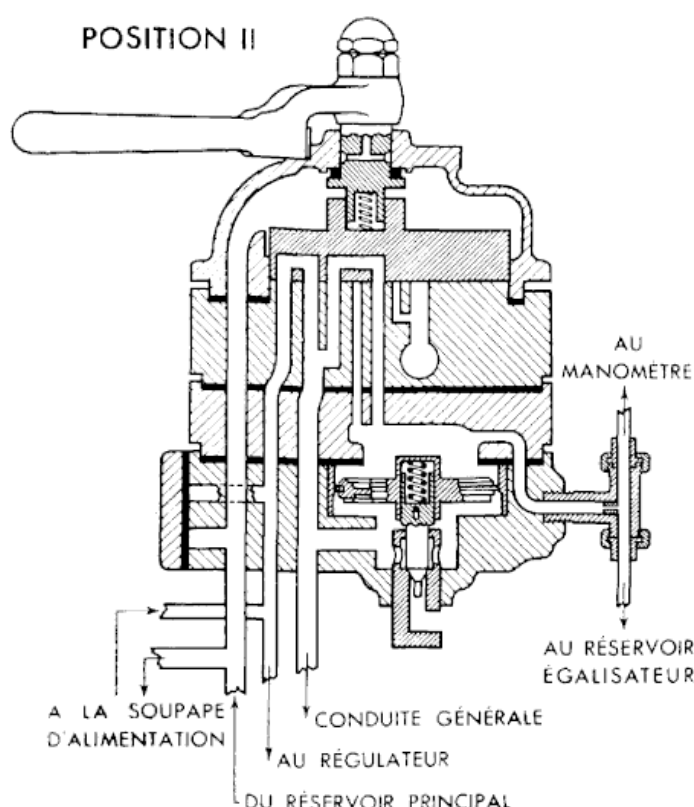 POSITION II
AU
MANOMÈTRE
AU RÉSERVOIR
ÉGALISATEUR
A LA SOUPAPE
D'ALIMENTATION
CONDUITE GÉNÉRALE
AU RÉGULATEUR
DU RÉSERVOIR PRINCIPAL